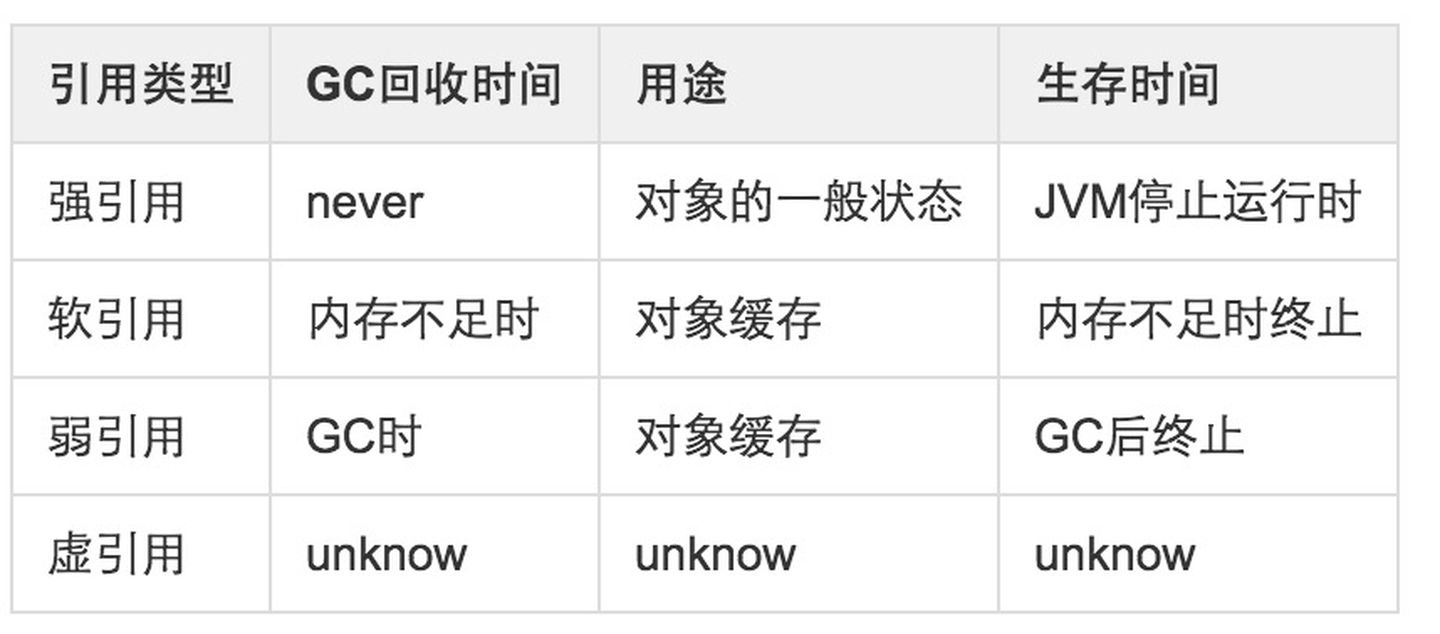 引用类型 GC回收时间 用途 生存时间
强引用 never 对象的一般状态 JVM停止运行时
软引用 内存不足时 对象缓存 内存不足时终止
弱引用 GC时 对象缓存 GC后终止
虚引用 unknow unknow unknow